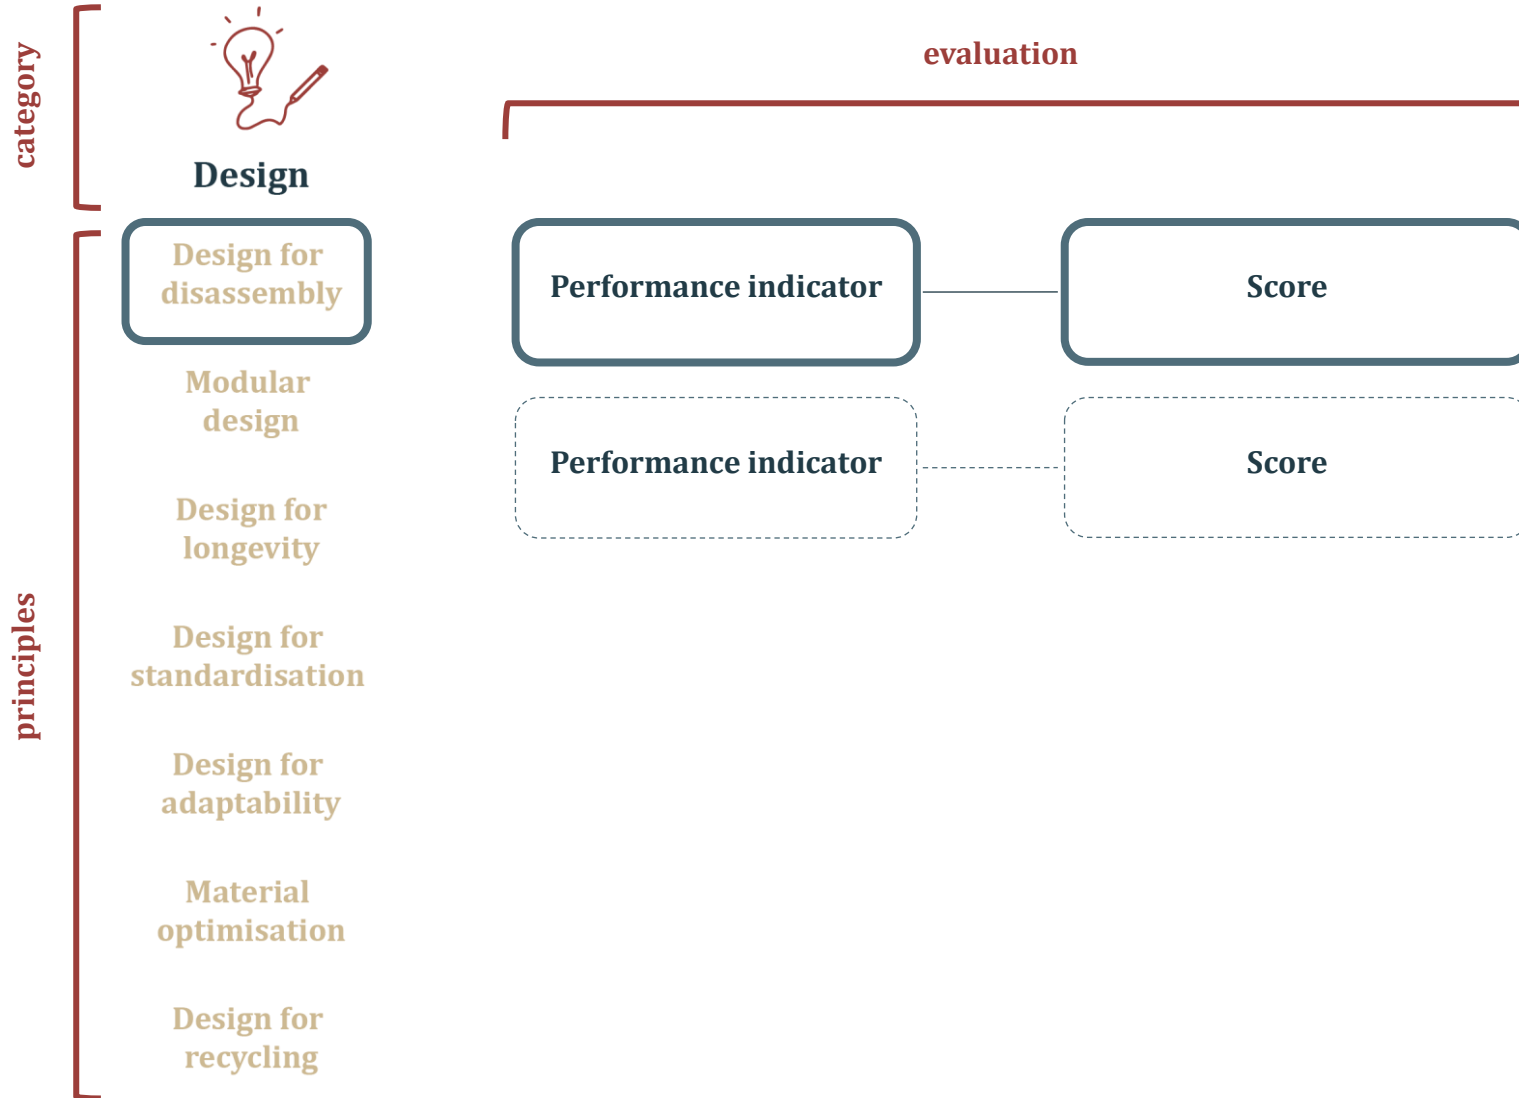 category
evaluation
Design
principles
Design for
disassembly
Performance indicator
Score
Modular
design
Performance indicator
Score
Design for
longevity
Design for
standardisation
Design for
adaptability
Material
optimisation
Design for
recycling